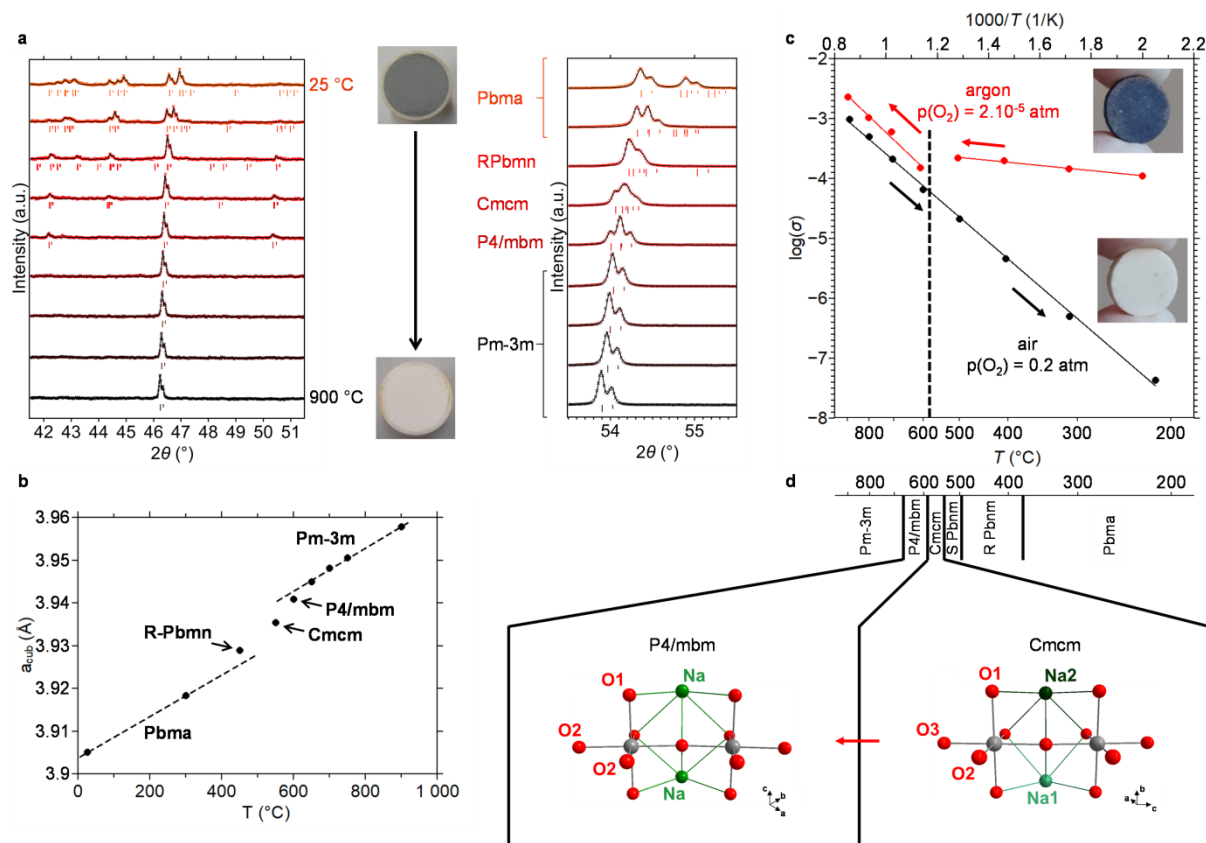 a
Intensity (a.u.)
25 °C
900 °C
42 43 44 45 46 47 48 49 50 51
2θ (°)
Intensity (a.u.)
Pbma
RPbmn
Cmcm
P4/mbm
Pm-3m
54 55
2θ (°)
b
a_cub (Å)
3.96
3.95
3.94
3.93
3.92
3.91
3.9
Pm-3m
P4/mbm
Cmcm
R-Pbmn
Pbma
0 200 400 600 800 1000
T (°C)
c
1000/T (1/K)
0.8 1 1.2 1.4 1.6 1.8 2 2.2
log(σ)
−2
−3
−4
−5
−6
−7
−8
argon
p(O2) = 2.10-5 atm
air
p(O2) = 0.2 atm
800 600 500 400 300 200
T (°C)
d
800 600 500 400 300 200
Pm-3m
P4/mbm
Cmcm
S Pbnm
R Pbnm
Pbma
P4/mbm
O1
Na
O2
O2
Na
c
b
a
Cmcm
O1
Na2
O3
O2
Na1
b
a
c